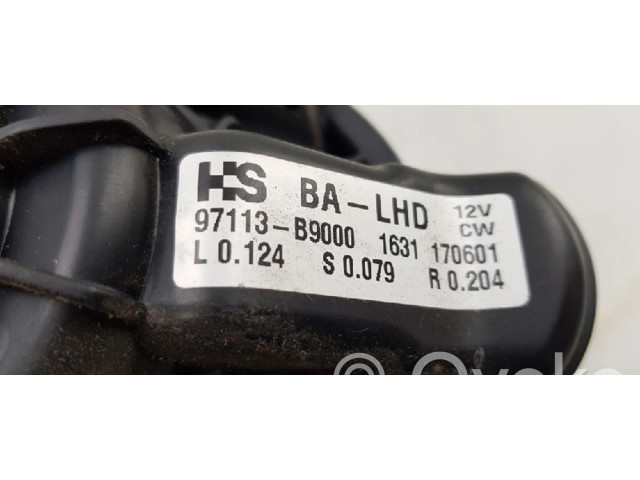 HS BA-LHD 12V CW
97113-B9000 1631 170601
L 0.124 S 0.079 R 0.204